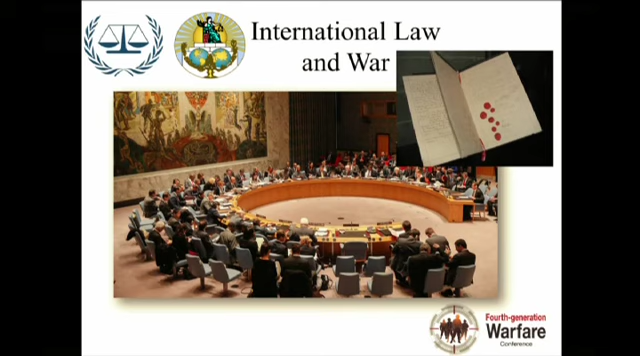 International Law
and War
Fourth-generation
Warfare
Conference